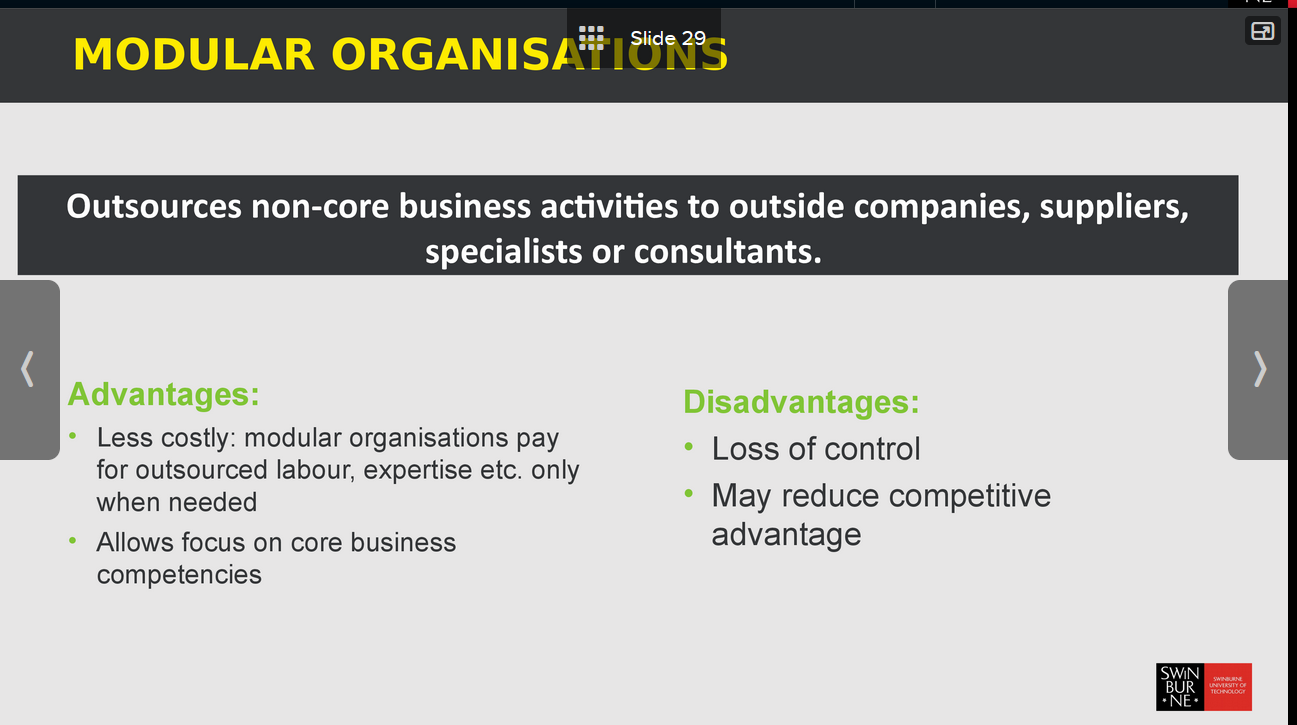 Slide 29
MODULAR ORGANISATIONS
Outsources non-core business activities to outside companies, suppliers,
specialists or consultants.
Advantages:
• Less costly: modular organisations pay
for outsourced labour, expertise etc. only
when needed
• Allows focus on core business
competencies
Disadvantages:
• Loss of control
• May reduce competitive
advantage
SWIN
BUR
* NE *
SWINBURNE
UNIVERSITY OF
TECHNOLOGY